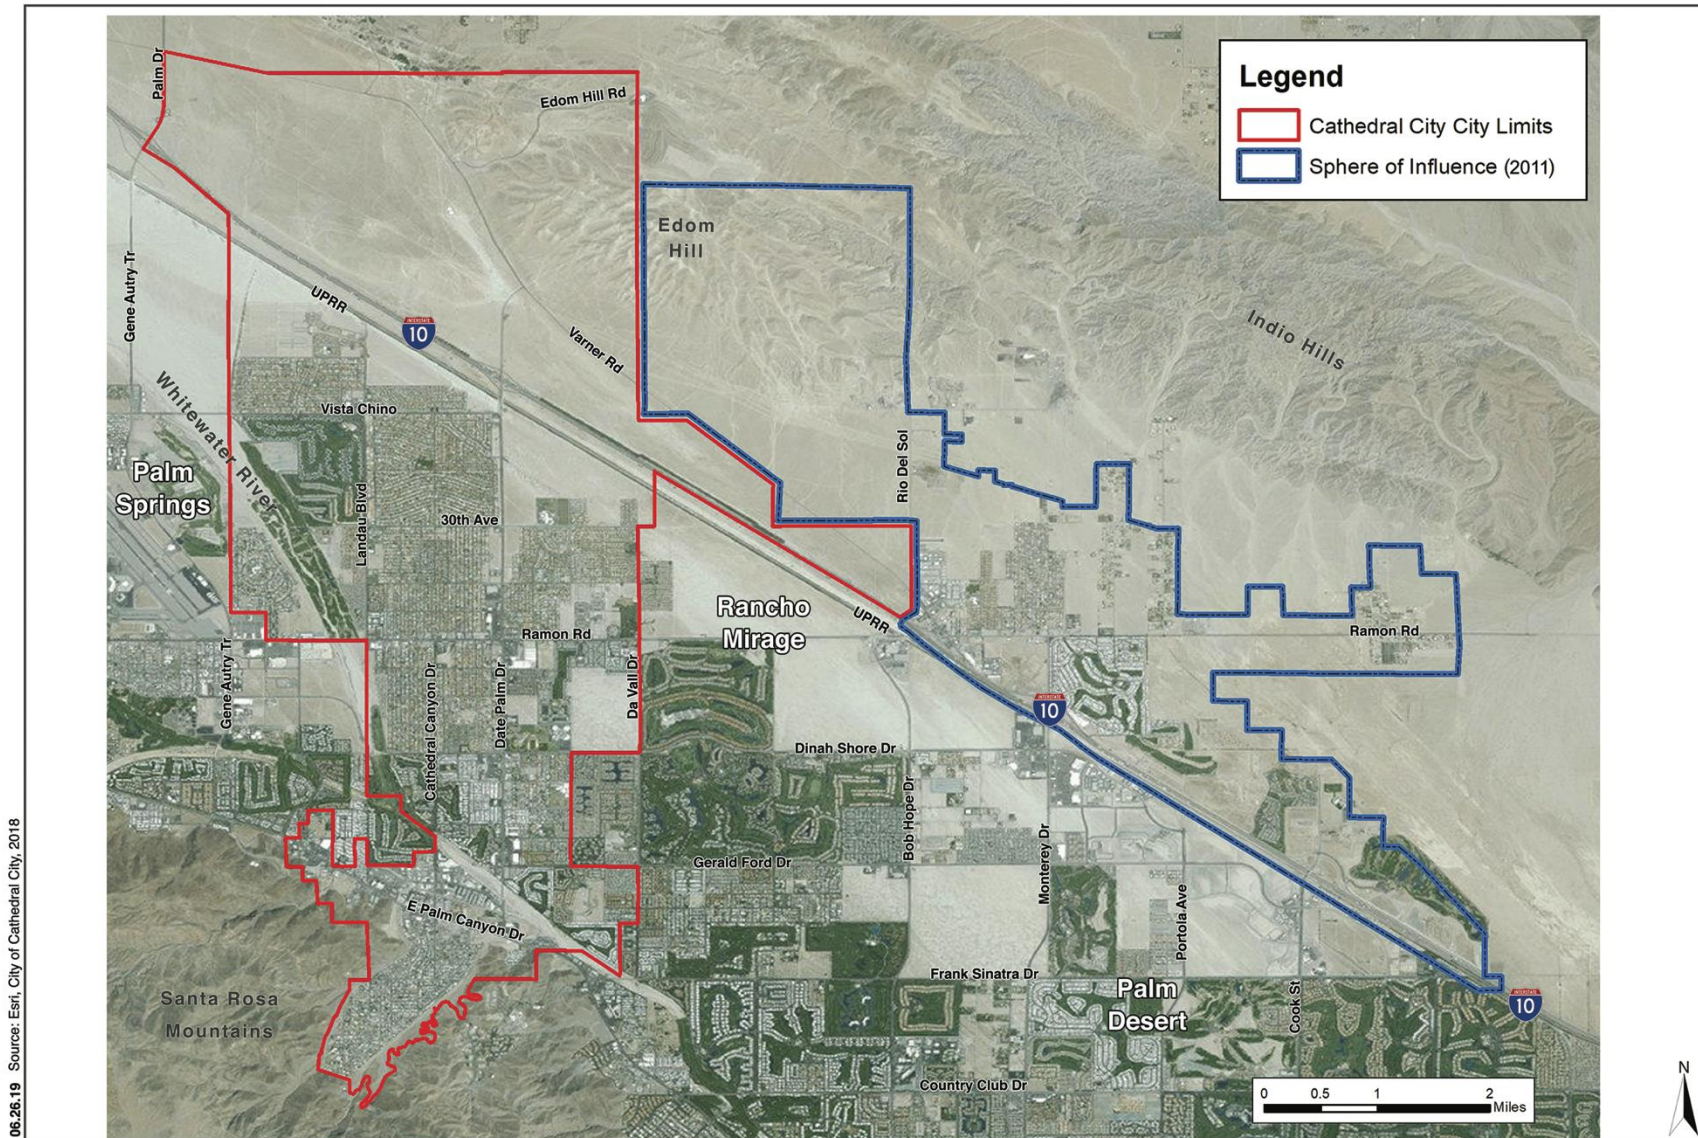 Legend
Cathedral City City Limits
Sphere of Influence (2011)
Palm Dr
Edom Hill Rd
Edom
Hill
Gene Autry Tr
UPRR
INTERSTATE
10
Varner Rd
Indio Hills
Whitewater River
Vista Chino
Palm
Springs
Landau Blvd
30th Ave
Rio Del Sol
Rancho
Mirage
UPRR
Ramon Rd
Ramon Rd
Gene Autry Tr
Cathedral Canyon Dr
Date Palm Dr
Da Vall Dr
INTERSTATE
10
Dinah Shore Dr
Bob Hope Dr
Monterey Dr
Gerald Ford Dr
E Palm Canyon Dr
Portola Ave
Frank Sinatra Dr
Santa Rosa
Mountains
Palm
Desert
Cook St
INTERSTATE
10
Country Club Dr
0 0.5 1 2
Miles
N
06.26.19 Source: Esri, City of Cathedral City, 2018